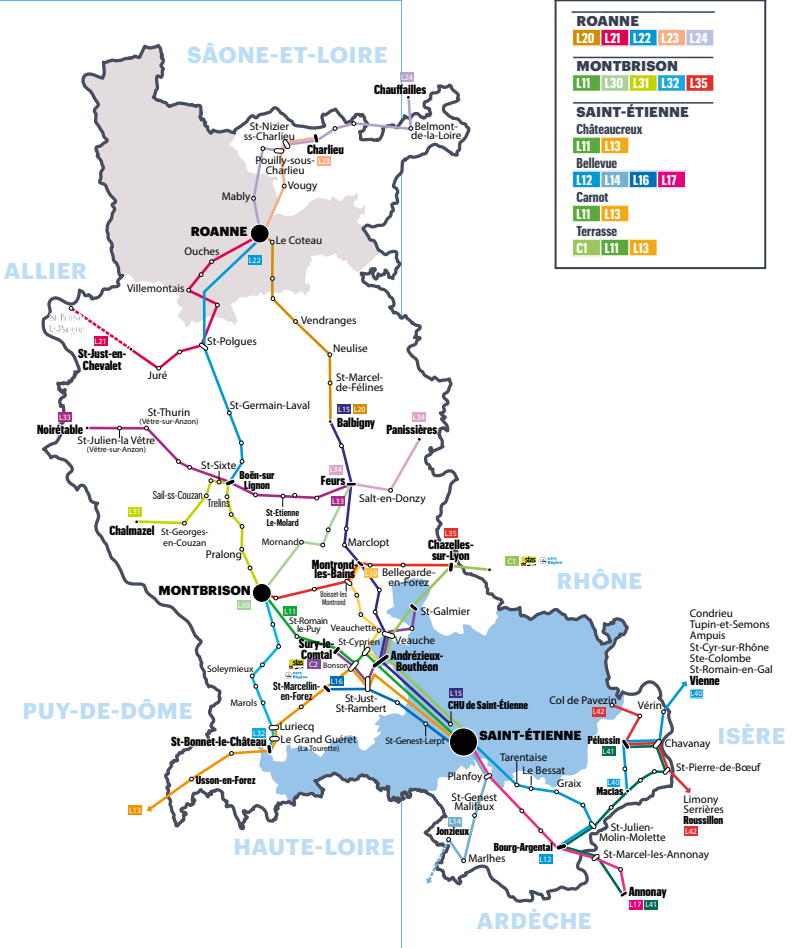 ROANNE
L20 L21 L22 L23 L24
MONTBRISON
L11 L30 L31 L32 L35
SAINT-ÉTIENNE
Châteaucreux
L11 L13
Bellevue
L12 L14 L16 L17
Carnot
L11 L13
Terrasse
C1 L11 L13
SÂONE-ET-LOIRE
L24
Chauffailles
St-Nizier
ss-Charlieu
Belmont-
de-la-Loire
Charlieu
Pouilly-sous-
Charlieu
L23
Vougy
Mably
ROANNE
Le Coteau
Ouches
L22
ALLIER
Villemontais
Vendranges
L21
St-Just-en-
Chevalet
St-Polgues
Neulise
Juré
St-Marcel-
de-Félines
St-Germain-Laval
L15 L20
Balbigny
L33
Noirétable
St-Thurin
(Vêtre-sur-Anzon)
St-Julien-la Vêtre
(Vêtre-sur-Anzon)
L34
Panissières
St-Sixte
Boën-sur
Lignon
L34
Feurs
L33
Sail-ss-Couzan
Trelins
St-Etienne
Le-Molard
Salt-en-Donzy
L31
Chalmazel
St-Georges-
en-Couzan
Mornand
Marclopt
L35
Chazelles-
sur-Lyon
Pralong
Montrond-
les-Bains
Bellegarde-
en-Forez
C1
stas
cars
Région
RHÔNE
MONTBRISON
L30
Boisset-les
Montrond
L11
St-Romain
le-Puy
St-Galmier
Veauchette
Veauche
Sury-le-
Comtal
St-Cyprien
Andrézieux-
Bouthéon
stas
cars
Région
C2
Bonson
Soleymieux
L16
St-Marcellin-
en-Forez
St-Just-
St-Rambert
L15
CHU de Saint-Étienne
Condrieu
Tupin-et-Semons
Ampuis
St-Cyr-sur-Rhône
Ste-Colombe
St-Romain-en-Gal
Vienne
L40
PUY-DE-DÔME
Marols
Col de Pavezin
L42
Vérin
L32
Luriecq
St-Bonnet-le-Château
Le Grand Guéret
(La Tourette)
St-Genest-Lerpt
SAINT-ÉTIENNE
Pélussin
L41
Chavanay
ISÈRE
Tarentaise
Le Bessat
Planfoy
Graix
St-Pierre-de-Bœuf
Usson-en-Forez
L40
Maclas
L13
St-Genest
Malifaux
Limony
Serrières
Roussillon
L42
L14
Jonzieux
St-Julien-
Molin-Molette
HAUTE-LOIRE
Marlhes
Bourg-Argental
L12
St-Marcel-les-Annonay
Annonay
L17 L41
ARDÈCHE